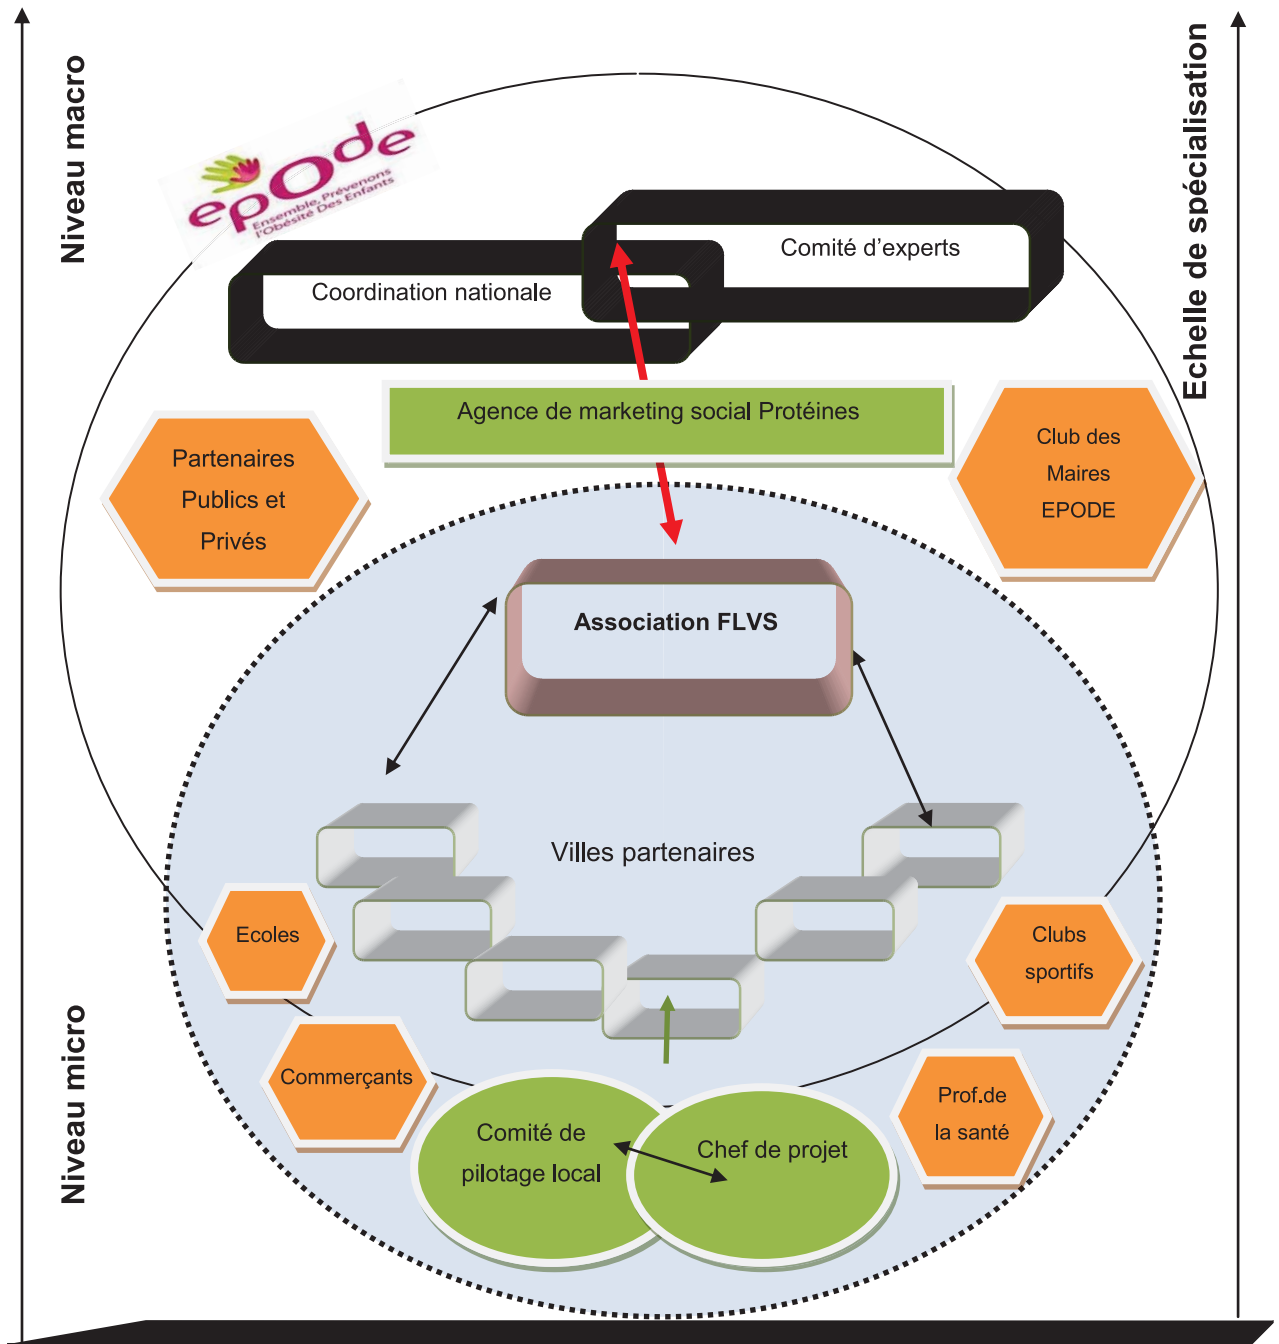 Niveau macro
Echelle de spécialisation
epode
Ensemble, Prévenons
l'Obésité Des Enfants
Comité d'experts
Coordination nationale
Agence de marketing social Protéines
Partenaires
Publics et
Privés
Club des
Maires
EPODE
Association FLVS
Villes partenaires
Ecoles
Clubs
sportifs
Niveau micro
Commerçants
Prof.de
la santé
Comité de
pilotage local
Chef de projet